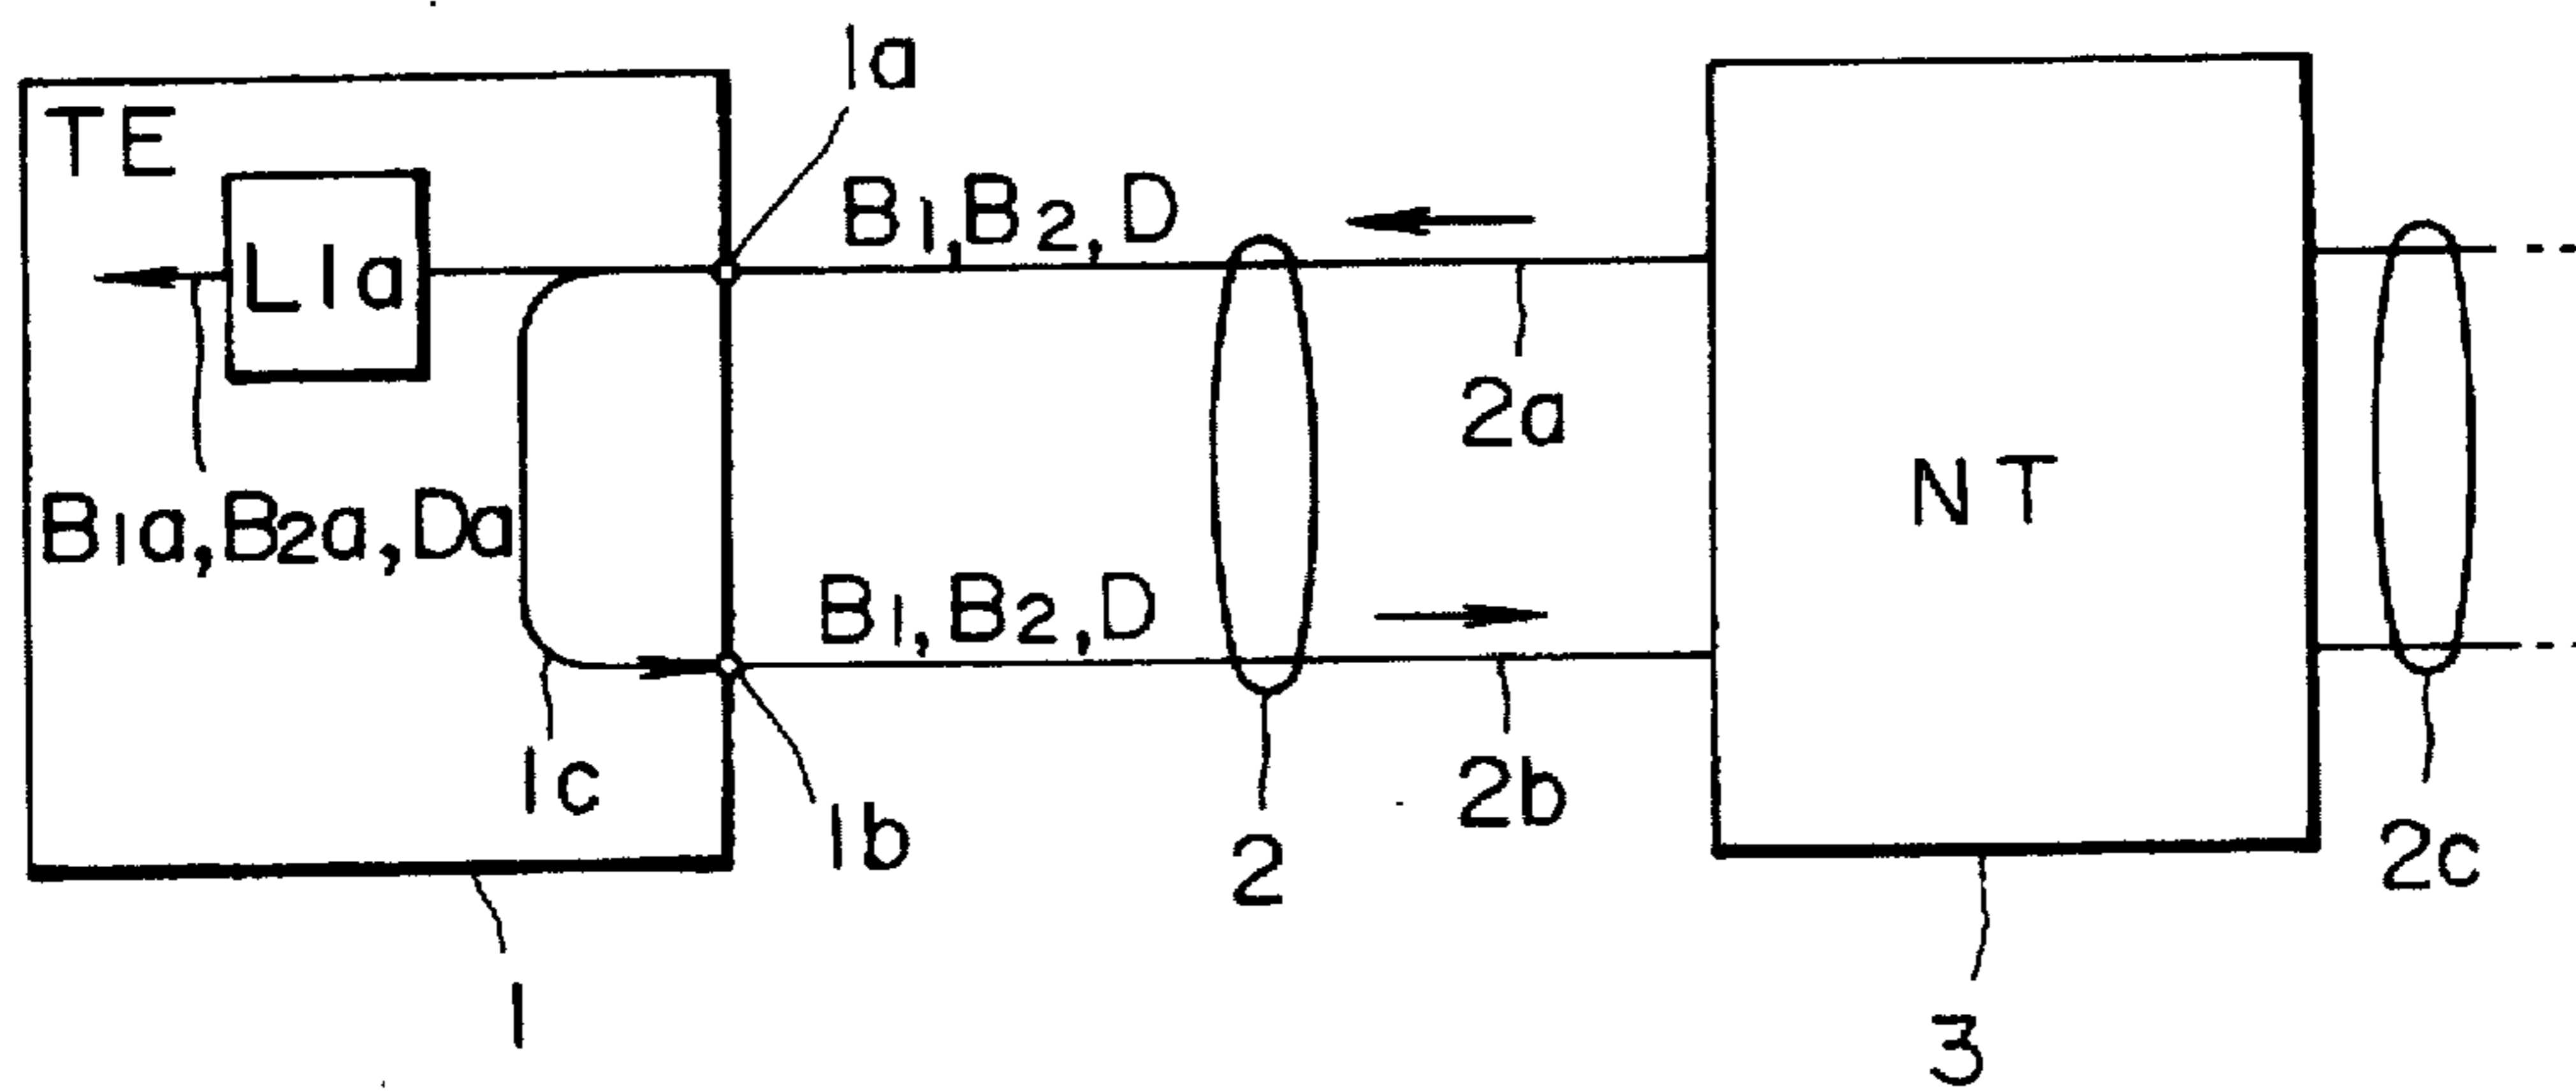 1a
TE
B1, B2, D
L1a
2a
NT
B1a, B2a, Da
B1, B2, D
1c
1b
2b
2
2c
1
3